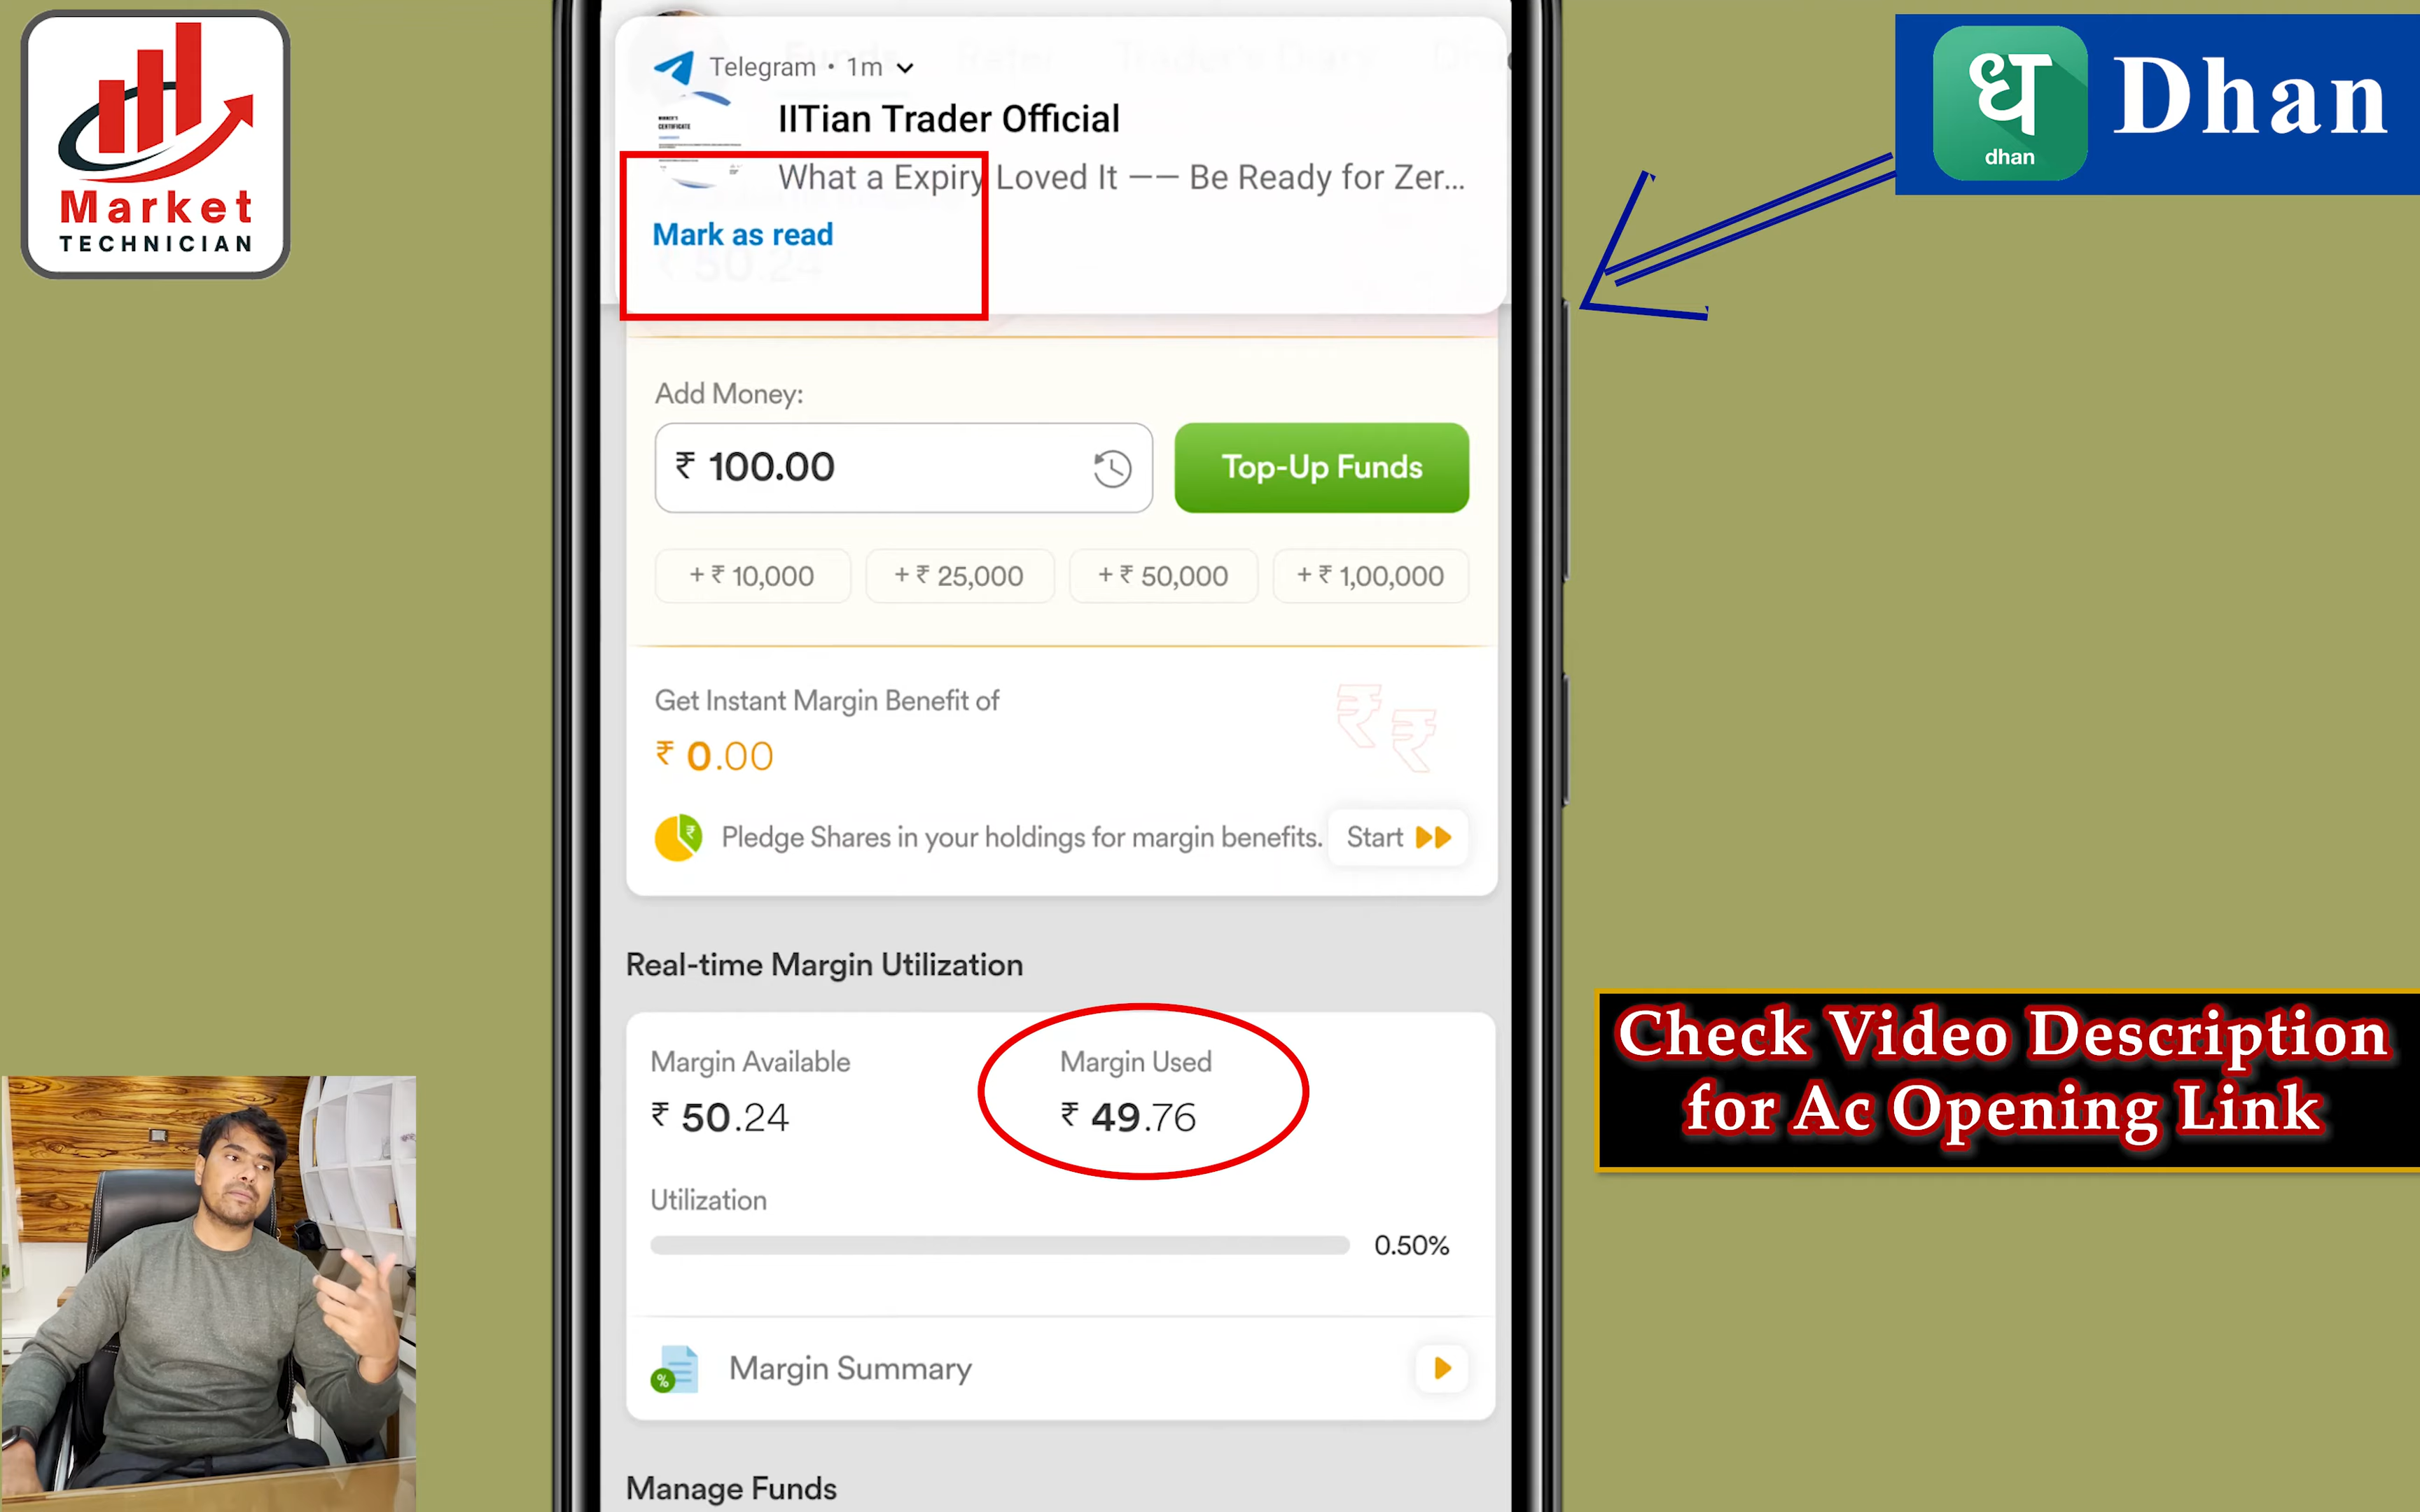 Market
TECHNICIAN
Telegram • 1m
IITian Trader Official
What a Expiry Loved It —— Be Ready for Zer...
Mark as read
₹ 50.24
Add Money:
₹ 100.00
Top-Up Funds
+ ₹ 10,000
+ ₹ 25,000
+ ₹ 50,000
+ ₹ 1,00,000
Get Instant Margin Benefit of
₹ 0.00
Pledge Shares in your holdings for margin benefits.
Start
Real-time Margin Utilization
Margin Available
Margin Used
₹ 50.24
₹ 49.76
Utilization
0.50%
%
Margin Summary
Manage Funds
ध
dhan
Dhan
Check Video Description
for Ac Opening Link